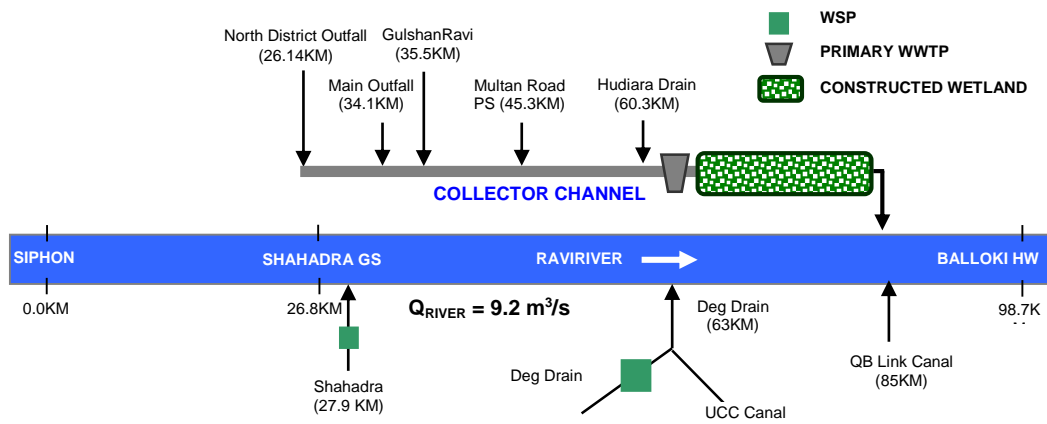 North District Outfall
(26.14KM)
GulshanRavi
(35.5KM)
Main Outfall
(34.1KM)
Multan Road
PS (45.3KM)
Hudiara Drain
(60.3KM)
WSP
PRIMARY WWTP
CONSTRUCTED WETLAND
COLLECTOR CHANNEL
SIPHON
SHAHADRA GS
RAVIRIVER
BALLOKI HW
0.0KM
26.8KM
Q_RIVER = 9.2 m³/s
98.7K
Deg Drain
(63KM)
Shahadra
(27.9 KM)
Deg Drain
UCC Canal
QB Link Canal
(85KM)